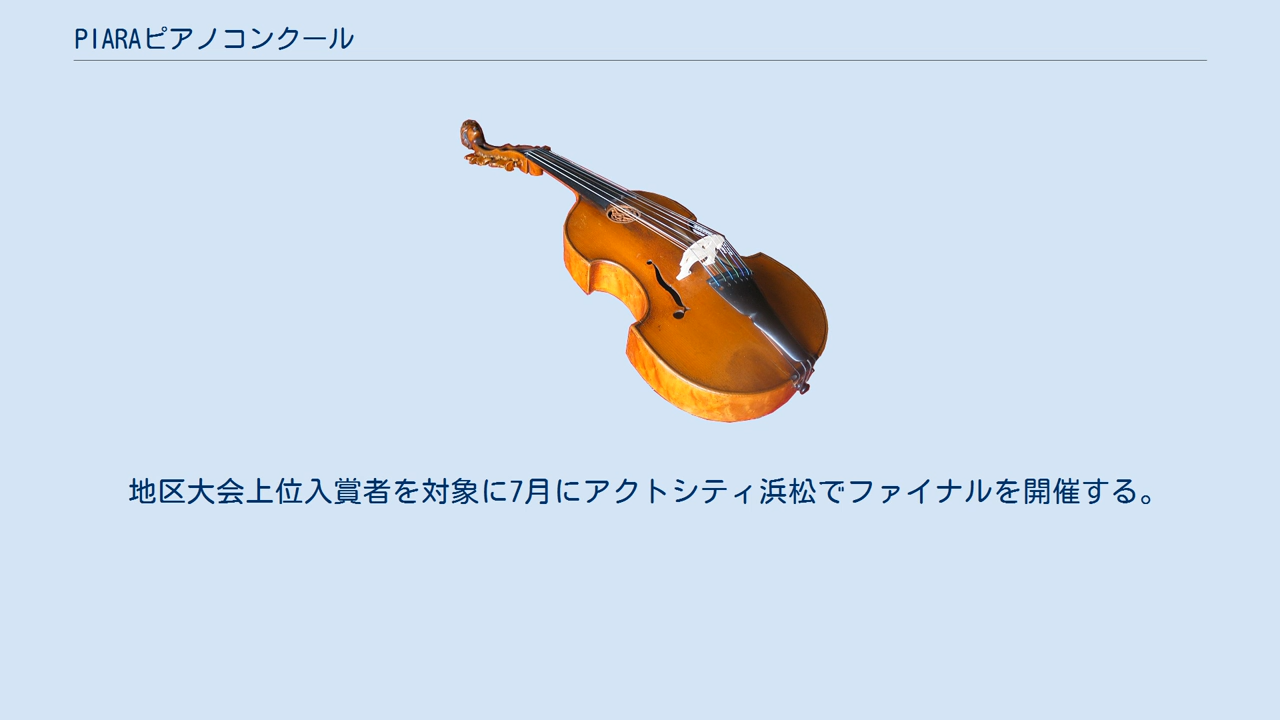 PIARAピアノコンクール
地区大会上位入賞者を対象に7月にアクトシティ浜松でファイナルを開催する。